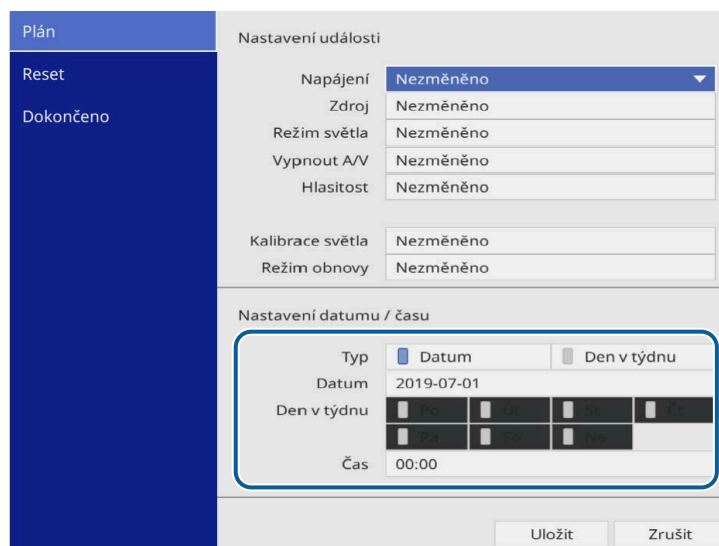 Plán
Reset
Dokončeno
Nastavení události
Napájení Nezměněno
Zdroj Nezměněno
Režim světla Nezměněno
Vypnout A/V Nezměněno
Hlasitost Nezměněno
Kalibrace světla Nezměněno
Režim obnovy Nezměněno
Nastavení datumu / času
Typ Datum Den v týdnu
Datum 2019-07-01
Den v týdnu Po Út St Čt
Pá So Ne
Čas 00:00
Uložit Zrušit